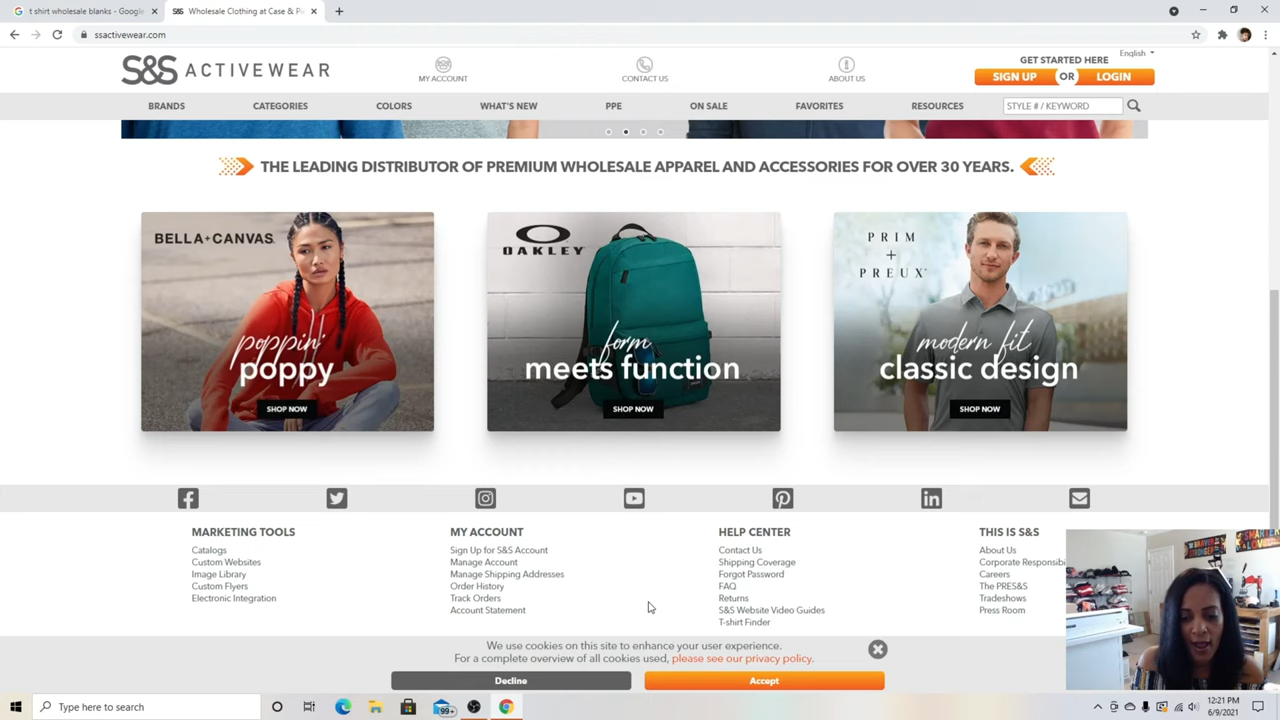 t shirt wholesale blanks - Google
Wholesale Clothing at Case & Pi
ssactivewear.com
English
S&S ACTIVEWEAR
MY ACCOUNT
CONTACT US
ABOUT US
GET STARTED HERE
SIGN UP OR LOGIN
BRANDS CATEGORIES COLORS WHAT'S NEW PPE ON SALE FAVORITES RESOURCES STYLE # / KEYWORD
THE LEADING DISTRIBUTOR OF PREMIUM WHOLESALE APPAREL AND ACCESSORIES FOR OVER 30 YEARS.
BELLA+CANVAS
poppin'
poppy
SHOP NOW
OAKLEY
form
meets function
SHOP NOW
PRIM
+
PREUX
modern fit
classic design
SHOP NOW
MARKETING TOOLS
Catalogs
Custom Websites
Image Library
Custom Flyers
Electronic Integration
MY ACCOUNT
Sign Up for S&S Account
Manage Account
Manage Shipping Addresses
Order History
Track Orders
Account Statement
HELP CENTER
Contact Us
Shipping Coverage
Forgot Password
FAQ
Returns
S&S Website Video Guides
T-shirt Finder
THIS IS S&S
About Us
Corporate Responsibi
Careers
The PRES&S
Tradeshows
Press Room
We use cookies on this site to enhance your user experience.
For a complete overview of all cookies used, please see our privacy policy.
Decline
Accept
Type here to search
99+
12:21 PM
6/9/2021